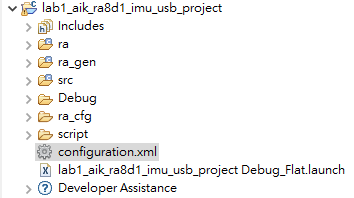 lab1_aik_ra8d1_imu_usb_project
Includes
ra
ra_gen
src
Debug
ra_cfg
script
configuration.xml
lab1_aik_ra8d1_imu_usb_project Debug_Flat.launch
Developer Assistance